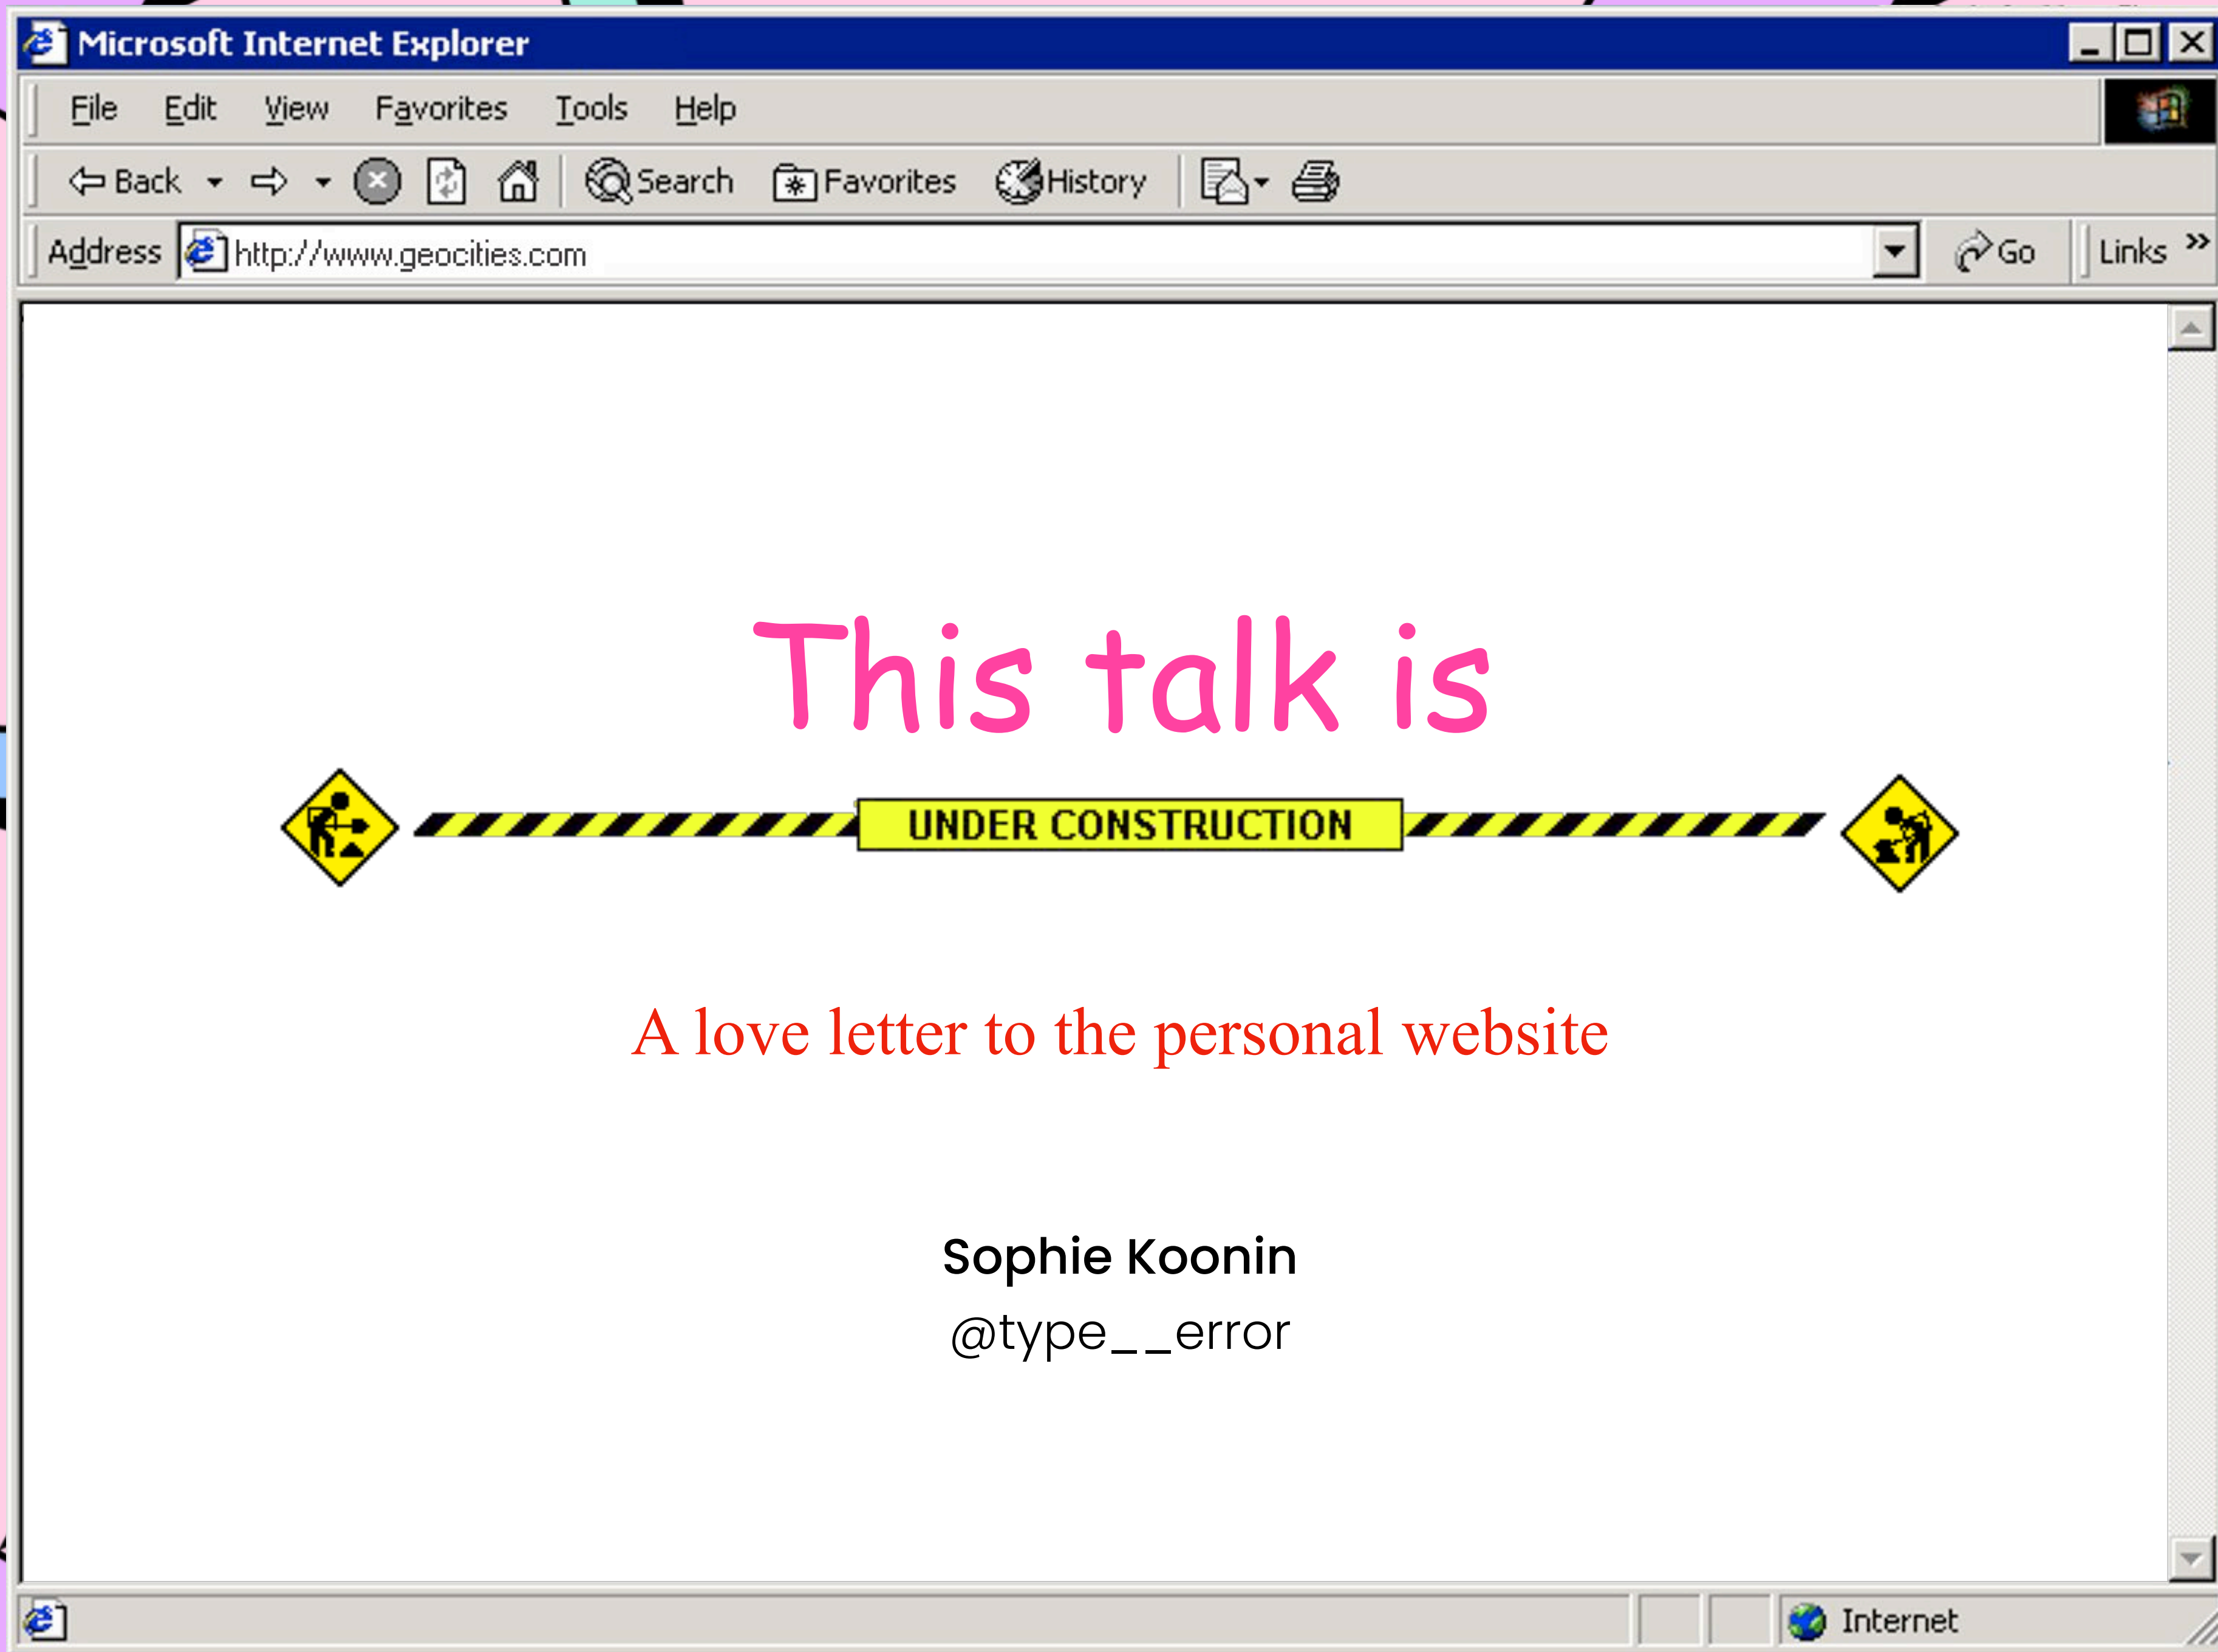 Microsoft Internet Explorer
File Edit View Favorites Tools Help
Back Search Favorites History
Address http://www.geocities.com Go Links »
This talk is
UNDER CONSTRUCTION
A love letter to the personal website
Sophie Koonin
@type__error
Internet